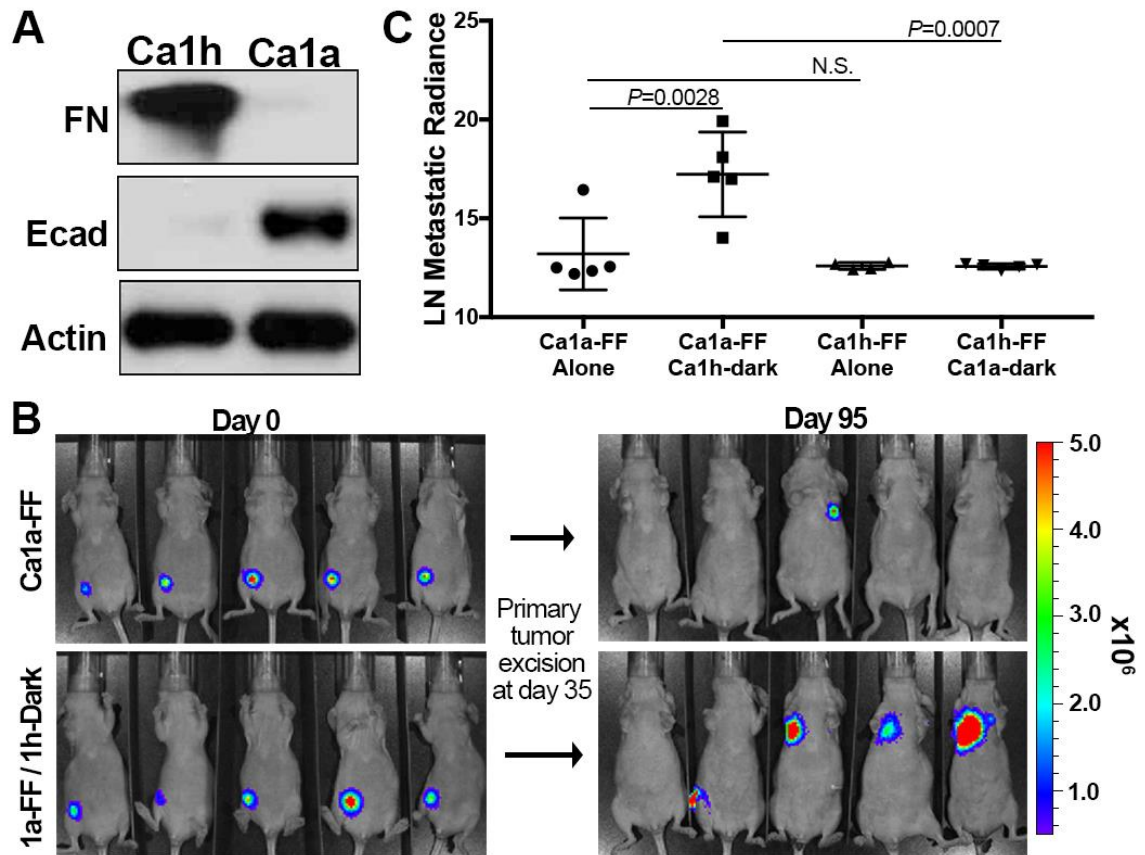 A
Ca1h Ca1a
FN
Ecad
Actin
C
LN Metastatic Radiance
25
20
15
10
P=0.0007
N.S.
P=0.0028
Ca1a-FF
Alone
Ca1a-FF
Ca1h-dark
Ca1h-FF
Alone
Ca1h-FF
Ca1a-dark
B
Day 0
Day 95
Ca1a-FF
1a-FF / 1h-Dark
Primary
tumor
excision
at day 35
5.0
4.0
3.0
2.0
1.0
x10⁶